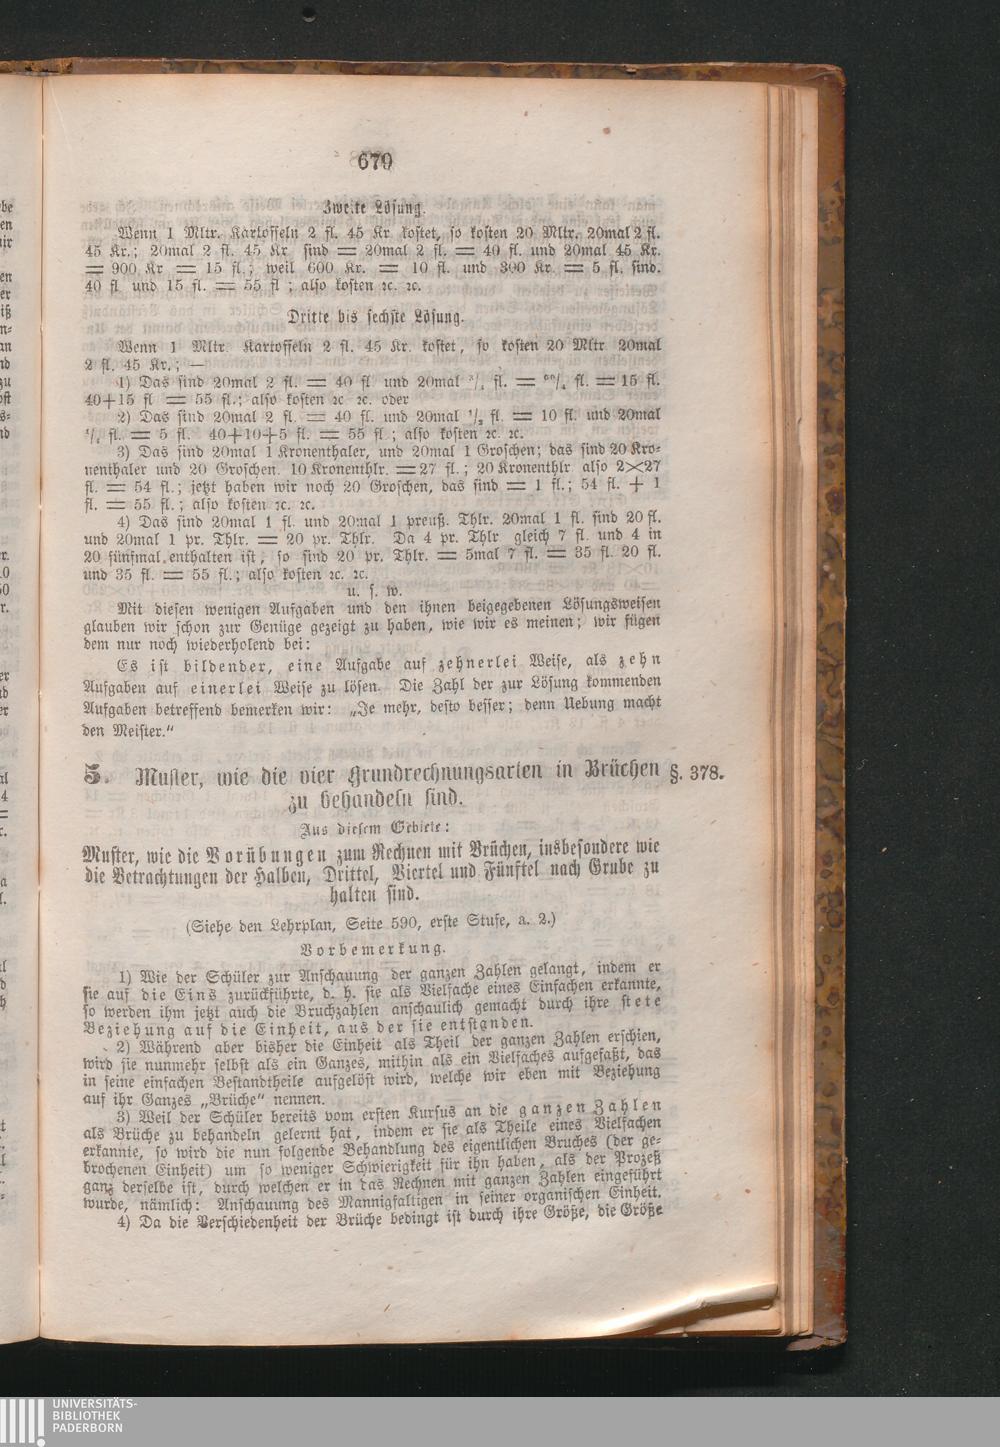 679
Zweite Lösung.
Wenn 1 Mltr. Kartoffeln 2 fl. 45 Kr kostet, so kosten 20 Mltr. 20mal 2 fl.
45 Kr.; 20mal 2 fl. 45 Kr sind = 20mal 2 fl. = 40 fl. und 20mal 45 Kr.
= 900 Kr = 15 fl.; weil 600 Kr. = 10 fl. und 300 Kr. = 5 fl. sind.
40 fl und 15 fl. = 55 fl; also kosten ꝛc. ꝛc.
Dritte bis sechste Lösung.
Wenn 1 Mltr. Kartoffeln 2 fl. 45 Kr. kostet, so kosten 20 Mltr 20mal
2 fl. 45 Kr.; —
1) Das sind 20mal 2 fl. = 40 fl und 20mal ³/₄ fl. = ⁶⁰/₄ fl. = 15 fl.
40+15 fl = 55 fl.; also kosten ꝛc ꝛc. oder
2) Das sind 20mal 2 fl. = 40 fl. und 20mal ¹/₂ fl. = 10 fl. und 20mal
¹/₄ fl. = 5 fl. 40+10+5 fl. = 55 fl.; also kosten ꝛc. ꝛc.
3) Das sind 20mal 1 Kronenthaler, und 20mal 1 Groschen; das sind 20 Kro-
nenthaler und 20 Groschen. 10 Kronenthlr. = 27 fl.; 20 Kronenthlr also 2×27
fl. = 54 fl.; jetzt haben wir noch 20 Groschen, das sind = 1 fl.; 54 fl. + 1
fl. = 55 fl.; also kosten ꝛc. ꝛc.
4) Das sind 20mal 1 fl. und 20mal 1 preuß. Thlr. 20mal 1 fl. sind 20 fl.
und 20mal 1 pr. Thlr. = 20 pr. Thlr. Da 4 pr. Thlr gleich 7 fl. und 4 in
20 fünfmal enthalten ist, so sind 20 pr. Thlr. = 5mal 7 fl. = 35 fl. 20 fl.
und 35 fl. = 55 fl.; also kosten ꝛc. ꝛc.
u. s. w.
Mit diesen wenigen Aufgaben und den ihnen beigegebenen Lösungsweisen
glauben wir schon zur Genüge gezeigt zu haben, wie wir es meinen; wir fügen
dem nur noch wiederholend bei:
Es ist bildender, eine Aufgabe auf zehnerlei Weise, als zehn
Aufgaben auf einerlei Weise zu lösen. Die Zahl der zur Lösung kommenden
Aufgaben betreffend bemerken wir: „Je mehr, desto besser; denn Uebung macht
den Meister.“
5. Muster, wie die vier Grundrechnungsarten in Brüchen §. 378.
zu behandeln sind.
Aus diesem Gebiete:
Muster, wie die Vorübungen zum Rechnen mit Brüchen, insbesondere wie
die Betrachtungen der Halben, Drittel, Viertel und Fünftel nach Grube zu
halten sind.
(Siehe den Lehrplan, Seite 590, erste Stufe, a. 2.)
Vorbemerkung.
1) Wie der Schüler zur Anschauung der ganzen Zahlen gelangt, indem er
sie auf die Eins zurückführte, d. h. sie als Vielfache eines Einfachen erkannte,
so werden ihm jetzt auch die Bruchzahlen anschaulich gemacht durch ihre stete
Beziehung auf die Einheit, aus der sie entstanden.
2) Während aber bisher die Einheit als Theil der ganzen Zahlen erschien,
wird sie nunmehr selbst als ein Ganzes, mithin als ein Vielfaches aufgefaßt, das
in seine einfachen Bestandtheile aufgelöst wird, welche wir eben mit Beziehung
auf ihr Ganzes „Brüche“ nennen.
3) Weil der Schüler bereits vom ersten Kursus an die ganzen Zahlen
als Brüche zu behandeln gelernt hat, indem er sie als Theile eines Vielfachen
erkannte, so wird die nun folgende Behandlung des eigentlichen Bruches (der ge-
brochenen Einheit) um so weniger Schwierigkeit für ihn haben, als der Prozeß
ganz derselbe ist, durch welchen er in das Rechnen mit ganzen Zahlen eingeführt
wurde, nämlich: Anschauung des Mannigfaltigen in seiner organischen Einheit.
4) Da die Verschiedenheit der Brüche bedingt ist durch ihre Größe, die Größe
UNIVERSITÄTS-
BIBLIOTHEK
PADERBORN